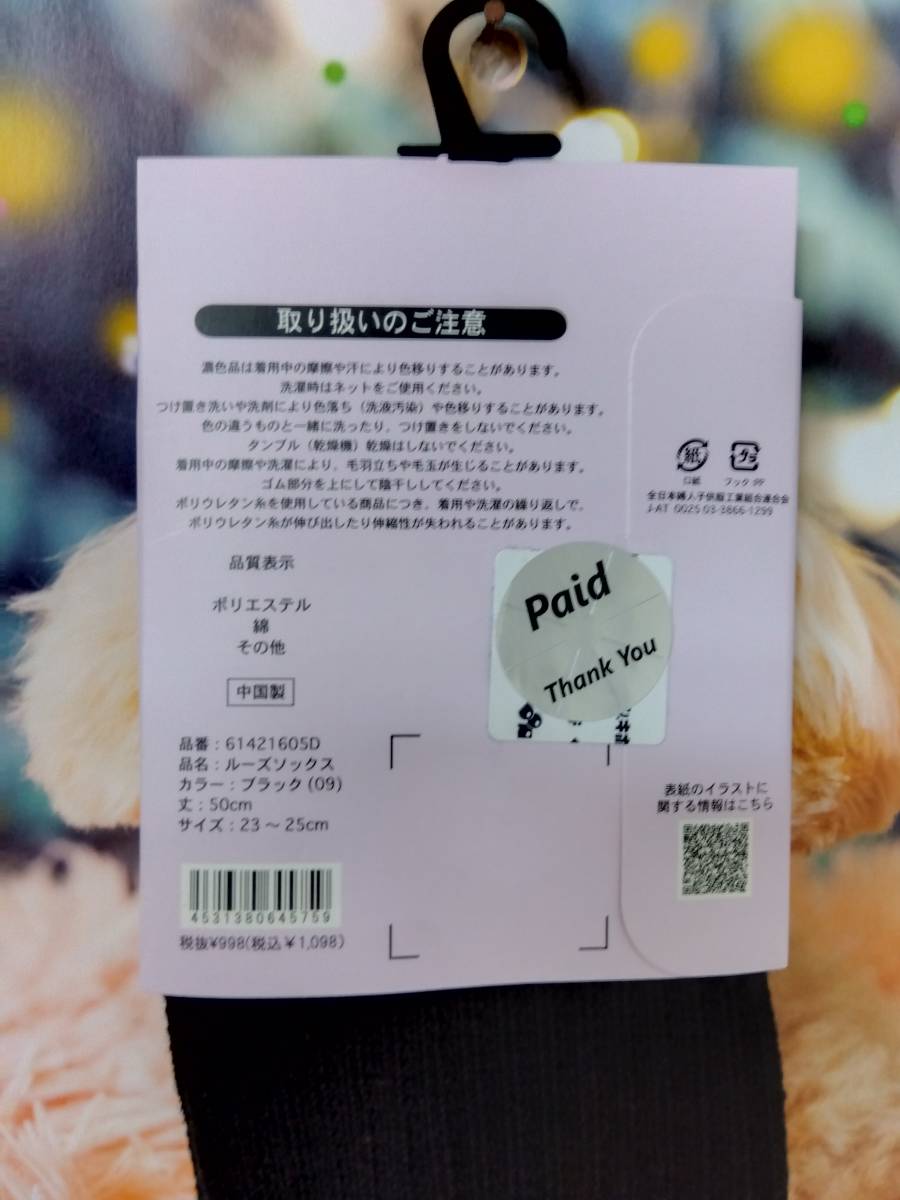 取り扱いのご注意
濃色品は着用中の摩擦や汗により色移りすることがあります。
洗濯時はネットをご使用ください。
つけ置き洗いや洗剤により色落ち（洗液汚染）や色移りすることがあります。
色の違うものと一緒に洗ったり、つけ置きをしないでください。
タンブル（乾燥機）乾燥はしないでください。
着用中の摩擦や洗濯により、毛羽立ちや毛玉が生じることがあります。
ゴム部分を上にして陰干ししてください。
ポリウレタン糸を使用している商品につき、着用や洗濯の繰り返しで、
ポリウレタン糸が伸び出したり伸縮性が失われることがあります。
紙 プラ
口紙 フック:PP
全日本婦人子供服工業組合連合会
J-AT 0025 03-3866-1299
品質表示
ポリエステル
綿
その他
中国製
Paid
Thank You
品番：61421605D
品名：ルーズソックス
カラー：ブラック(09)
丈：50cm
サイズ：23～25cm
表紙のイラストに
関する情報はこちら
4531380645759
税抜¥998(税込￥1,098)